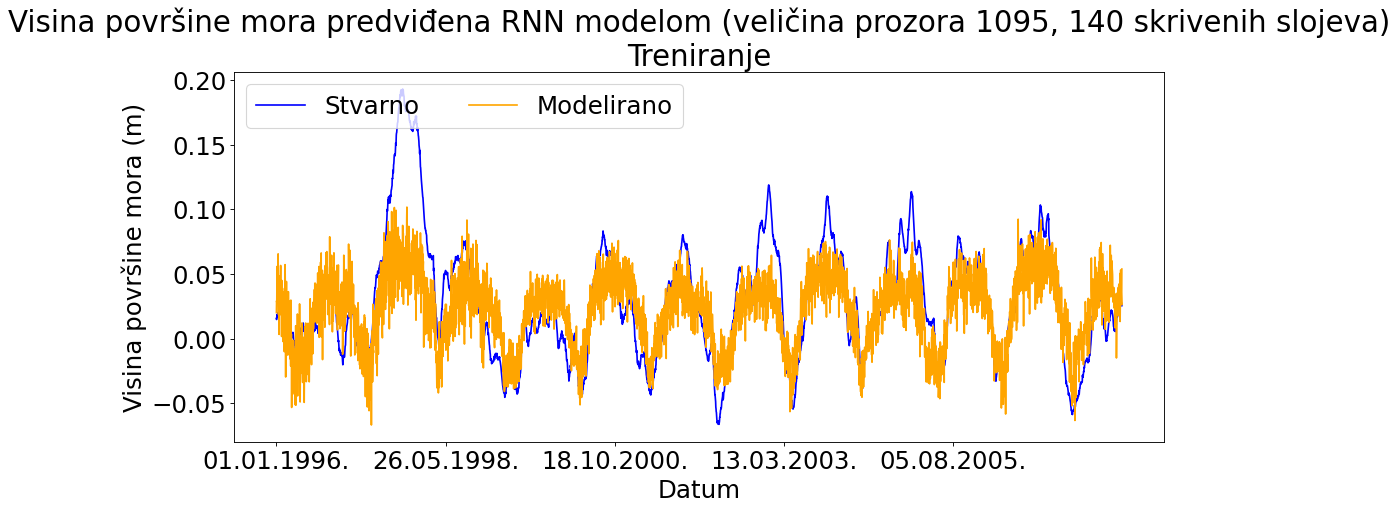 Visina površine mora predviđena RNN modelom (veličina prozora 1095, 140 skrivenih slojeva)
Treniranje
Stvarno Modelirano
Visina površine mora (m)
0.20
0.15
0.10
0.05
0.00
−0.05
01.01.1996. 26.05.1998. 18.10.2000. 13.03.2003. 05.08.2005.
Datum